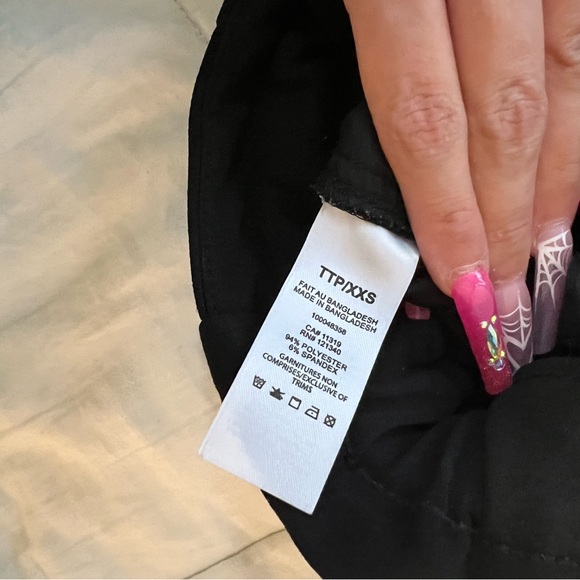 TTP/XXS
FAIT AU BANGLADESH
MADE IN BANGLADESH
100048358
CA# 11319
RN# 121340
94% POLYESTER
6% SPANDEX
GARNITURES NON
COMPRISES/EXCLUSIVE OF
TRIMS